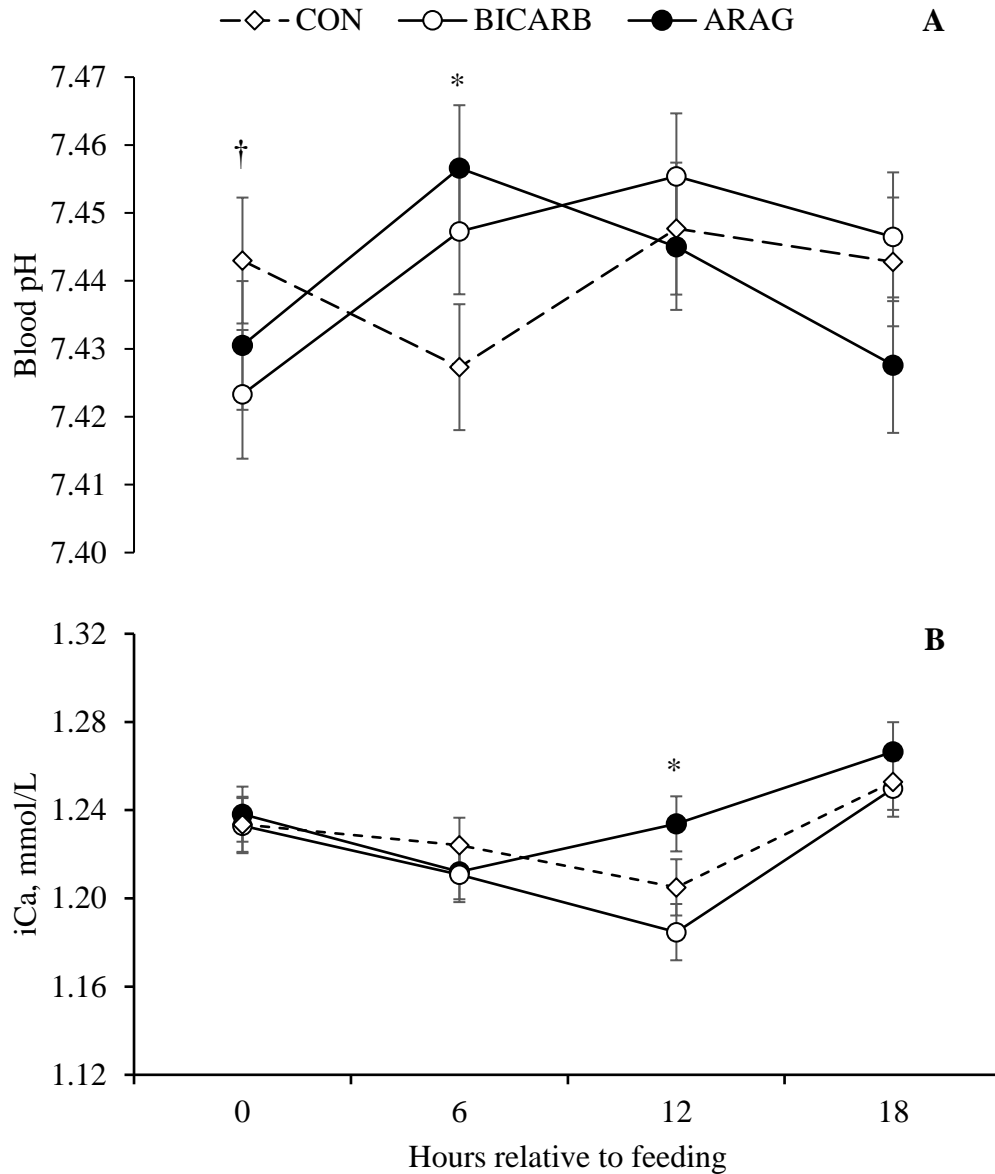 CON BICARB ARAG A
7.47
7.46
7.45
7.44
7.43
7.42
7.41
7.40
Blood pH
†
*
B
1.32
1.28
1.24
1.20
1.16
1.12
iCa, mmol/L
*
0 6 12 18
Hours relative to feeding